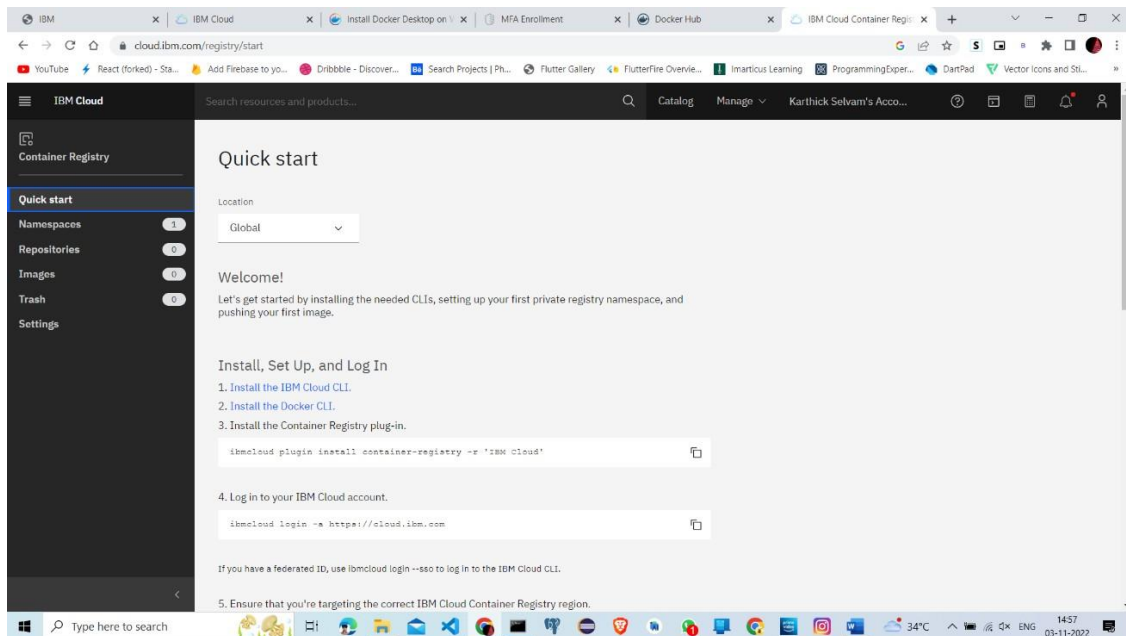 IBM
IBM Cloud
Install Docker Desktop on W
MFA Enrollment
Docker Hub
IBM Cloud Container Regis
cloud.ibm.com/registry/start
YouTube
React (forked) - Sta...
Add Firebase to yo...
Dribbble - Discover...
Search Projects | Ph...
Flutter Gallery
FlutterFire Overvie...
Imarticus Learning
ProgrammingExper...
DartPad
Vector Icons and Sti...
IBM Cloud
Search resources and products...
Catalog
Manage
Karthick Selvam's Acco...
Container Registry
Quick start
Namespaces 1
Repositories 0
Images 0
Trash 0
Settings
Quick start
Location
Global
Welcome!
Let's get started by installing the needed CLIs, setting up your first private registry namespace, and
pushing your first image.
Install, Set Up, and Log In
1. Install the IBM Cloud CLI.
2. Install the Docker CLI.
3. Install the Container Registry plug-in.
ibmcloud plugin install container-registry -r 'IBM Cloud'
4. Log in to your IBM Cloud account.
ibmcloud login -a https://cloud.ibm.com
If you have a federated ID, use ibmcloud login --sso to log in to the IBM Cloud CLI.
5. Ensure that you're targeting the correct IBM Cloud Container Registry region.
Type here to search
34°C
ENG
14:57
03-11-2022